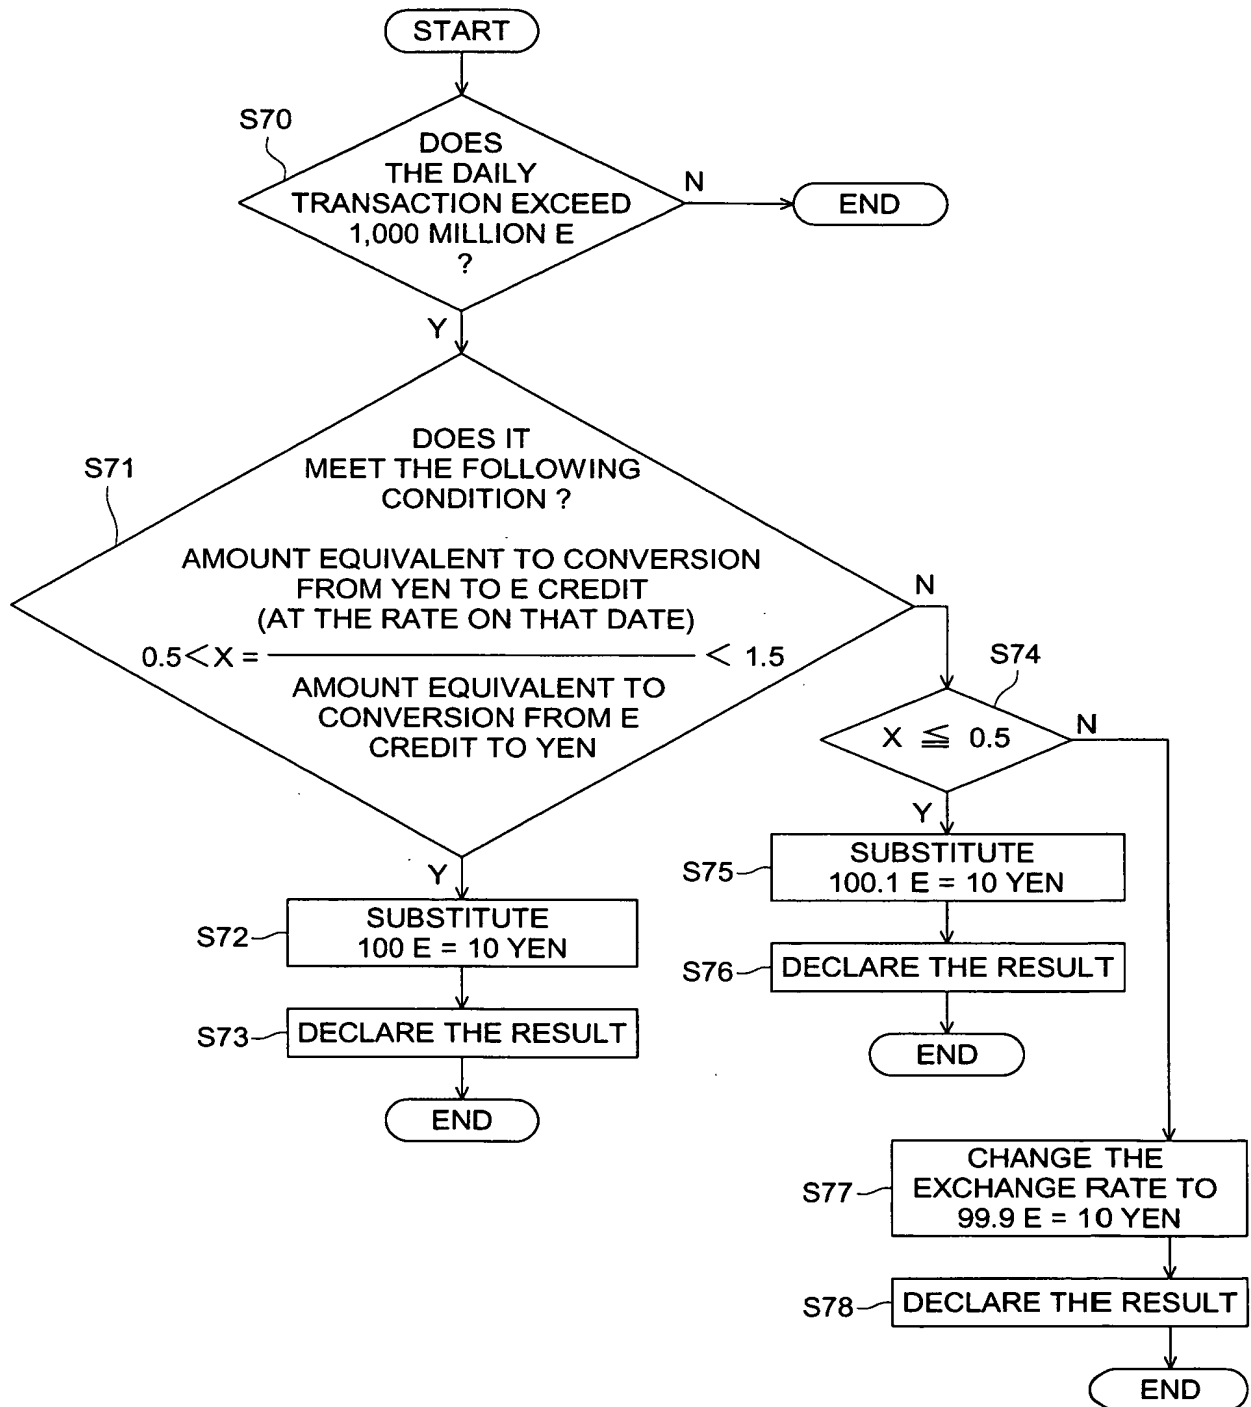 START
S70
DOES
THE DAILY
TRANSACTION EXCEED
1,000 MILLION E
?
N
END
Y
S71
DOES IT
MEET THE FOLLOWING
CONDITION ?
AMOUNT EQUIVALENT TO CONVERSION
FROM YEN TO E CREDIT
(AT THE RATE ON THAT DATE)
0.5 < X = < 1.5
AMOUNT EQUIVALENT TO
CONVERSION FROM E
CREDIT TO YEN
N
Y
S72
SUBSTITUTE
100 E = 10 YEN
S73
DECLARE THE RESULT
END
S74
X ≦ 0.5
N
Y
S75
SUBSTITUTE
100.1 E = 10 YEN
S76
DECLARE THE RESULT
END
S77
CHANGE THE
EXCHANGE RATE TO
99.9 E = 10 YEN
S78
DECLARE THE RESULT
END